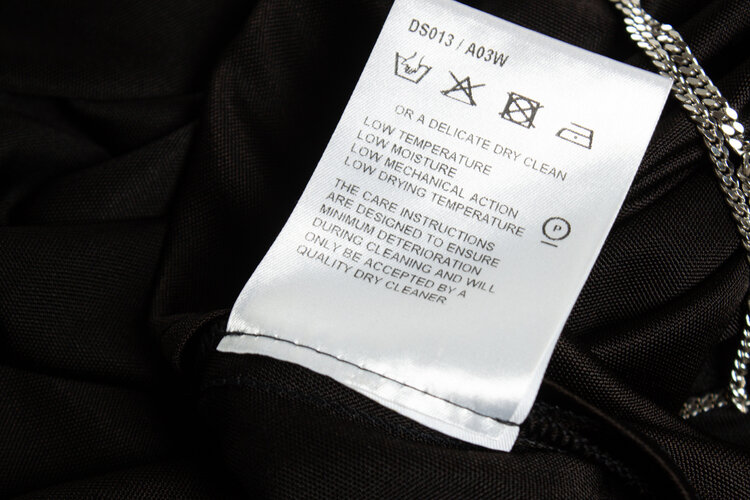 DS013 / A03W
OR A DELICATE DRY CLEAN
LOW TEMPERATURE
LOW MOISTURE
LOW MECHANICAL ACTION
LOW DRYING TEMPERATURE
P
THE CARE INSTRUCTIONS
ARE DESIGNED TO ENSURE
MINIMUM DETERIORATION
DURING CLEANING AND WILL
ONLY BE ACCEPTED BY A
QUALITY DRY CLEANER